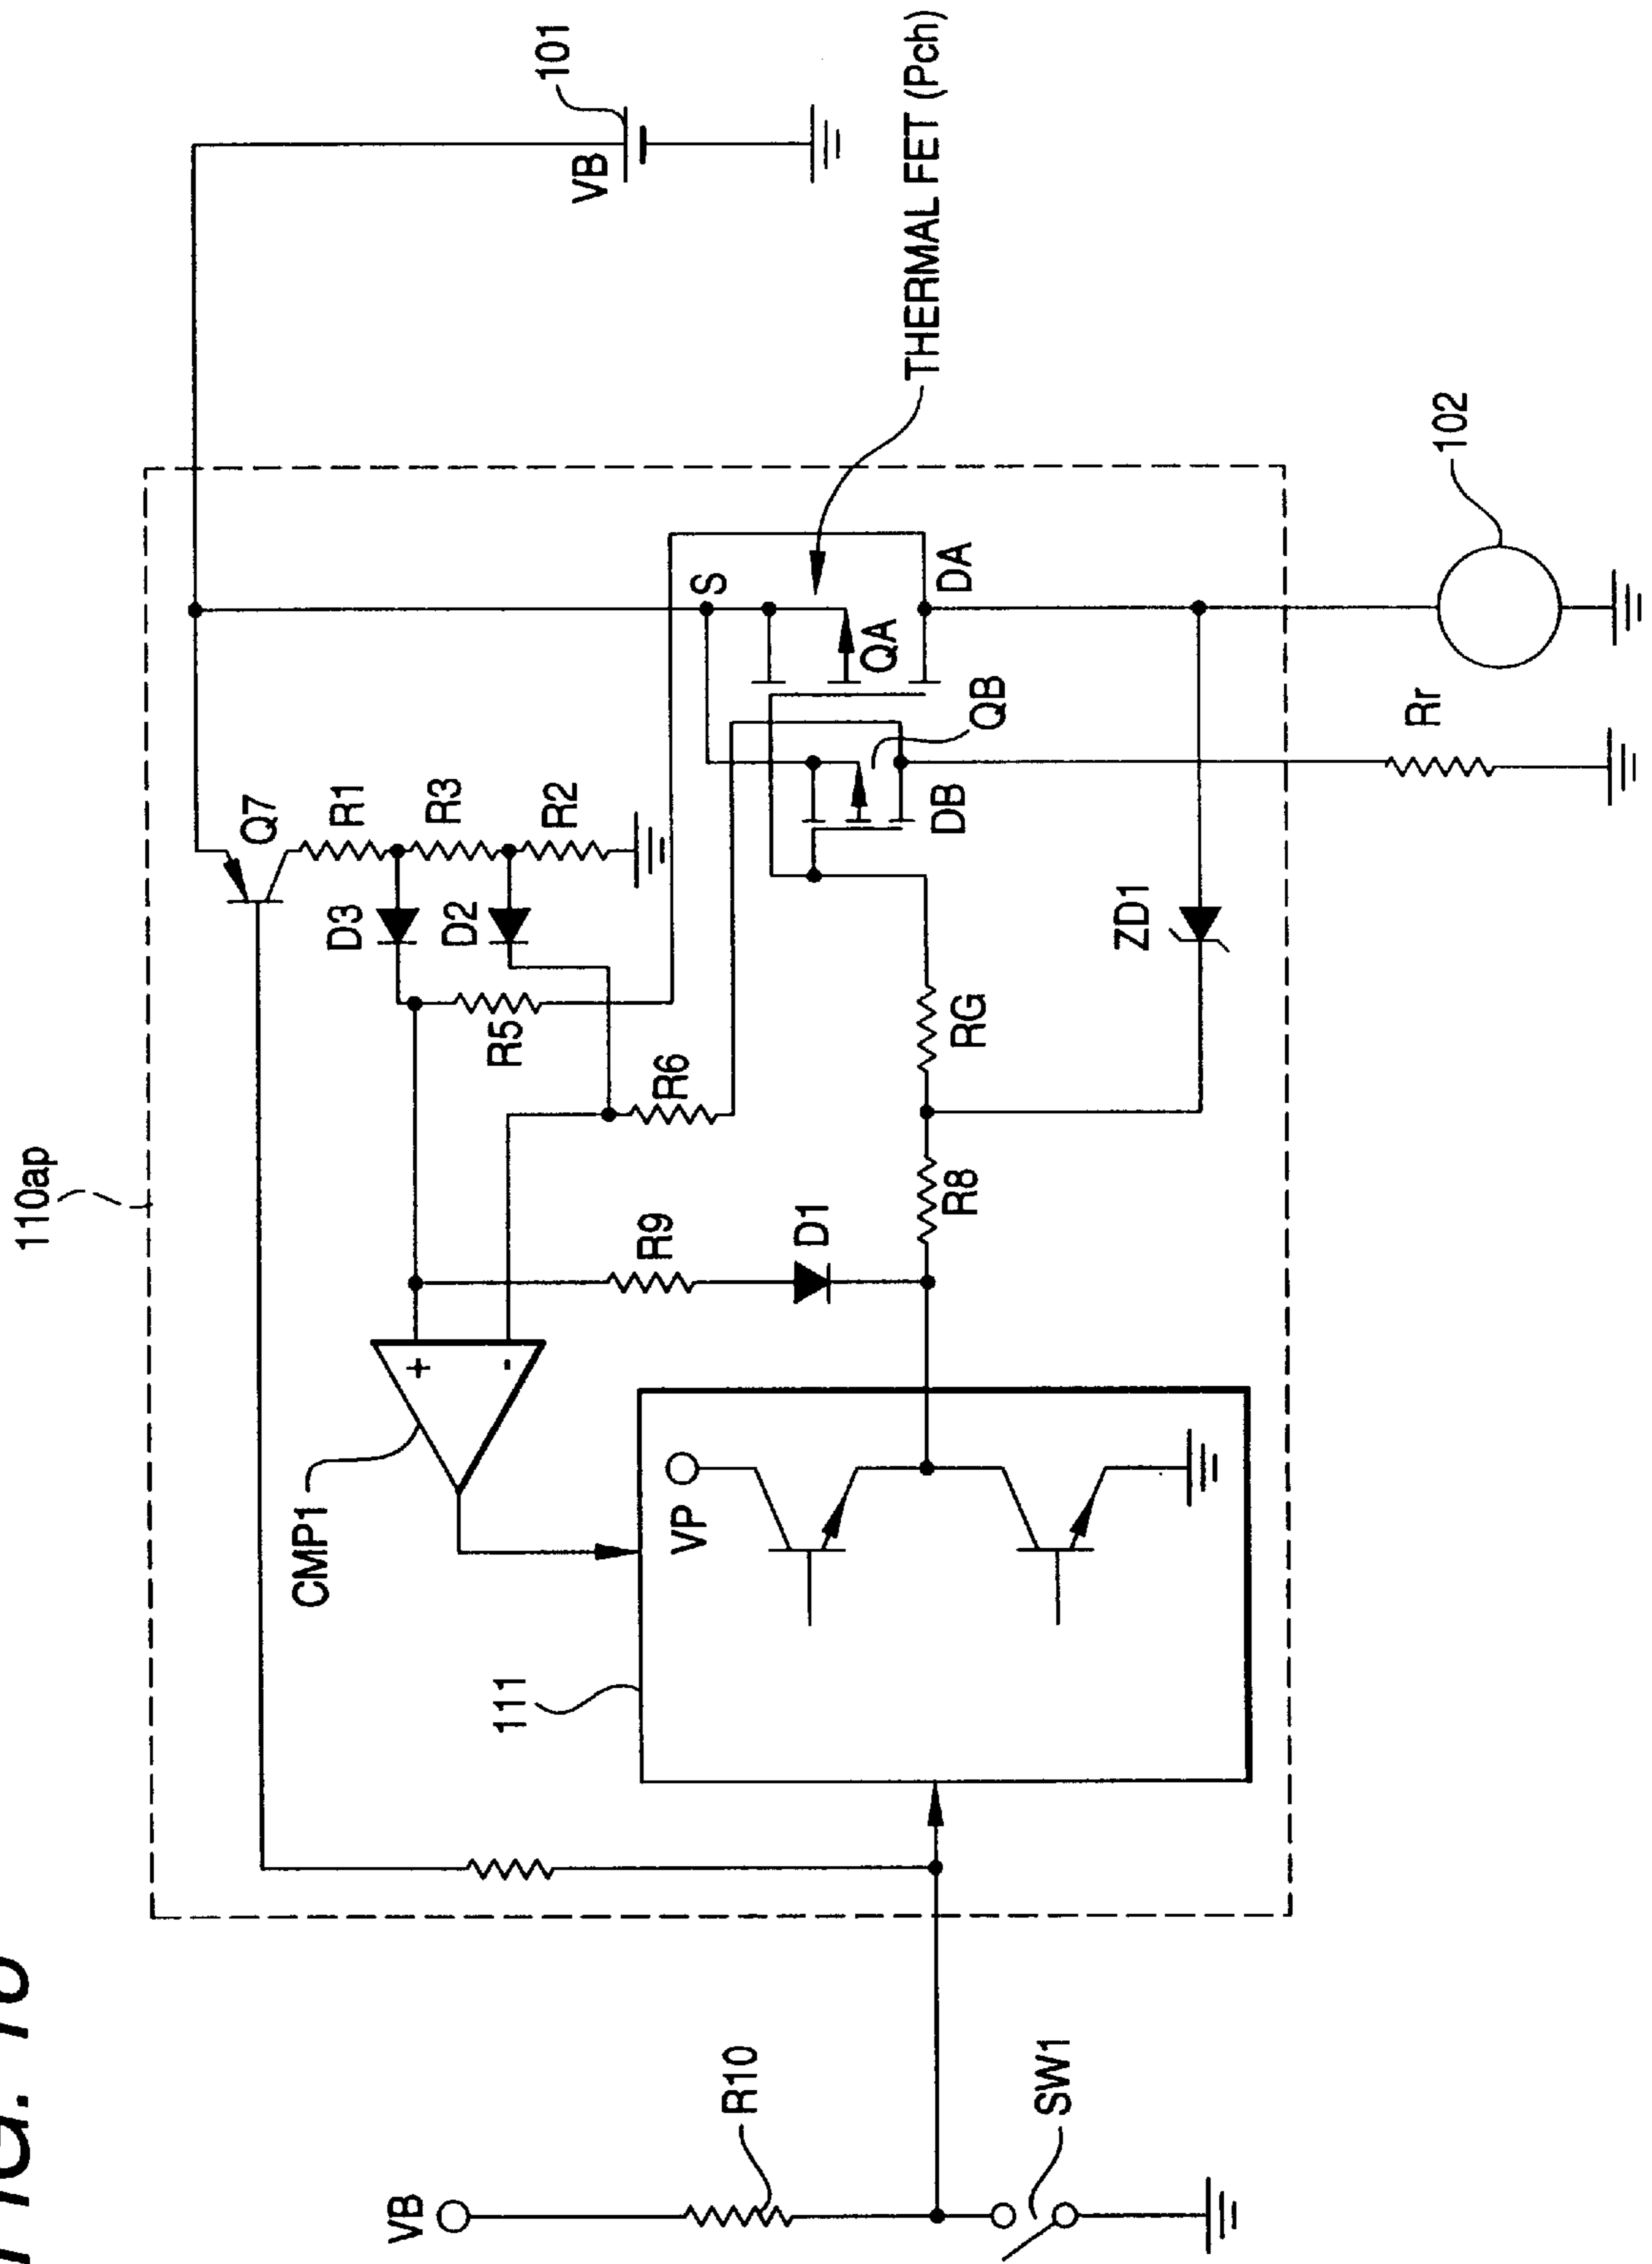 FIG.
110ap
Q7
CMP1
D3
R1
VB
D2
R3
101
111
R5
R2
VB
+
-
R9
R6
S
VP
D1
QA
THERMAL FET (Pch)
R10
R8
RG
DB
QB
DA
SW1
ZD1
Rr
102